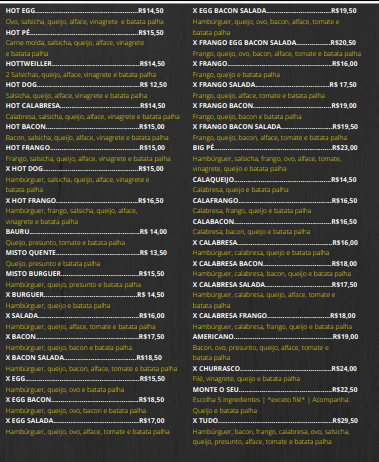 HOT EGG...........................................R$14,50
Ovo, salsicha, queijo, alface, vinagrete e batata palha
HOT PÉ.............................................R$15,50
Carne moída, salsicha, queijo, alface, vinagrete
e batata palha
HOTTWEILLER....................................R$14,50
2 Salsichas, queijo, alface, vinagrete e batata palha
HOT DOG..........................................R$ 12,50
Salsicha, queijo, alface, vinagrete e batata palha
HOT CALABRESA................................R$14,50
Calabresa, salsicha, queijo, alface, vinagrete e batata palha
HOT BACON......................................R$15,00
Bacon, salsicha, queijo, alface, vinagrete e batata palha
HOT FRANGO....................................R$15,00
Frango, salsicha, queijo, alface, vinagrete e batata palha
X HOT DOG.......................................R$15,00
Hambúrguer, salsicha, queijo, alface, vinagrete e
batata palha
X HOT FRANGO.................................R$16,50
Hambúrguer, frango, salsicha, queijo, alface,
vinagrete e batata palha
BAURU..............................................R$ 14,00
Queijo, presunto, tomate e batata palha
MISTO QUENTE..................................R$ 13,50
Queijo, presunto e batata palha
MISTO BURGUER...............................R$15,50
Hambúrguer, queijo, presunto e batata palha
X BURGUER......................................R$ 14,50
Hambúrguer, queijo e batata palha
X SALADA.........................................R$16,00
Hambúrguer, alface, tomate e batata palha
X BACON..........................................R$17,50
Hambúrguer, queijo, bacon e batata palha
X BACON SALADA..............................R$18,50
Hambúrguer, queijo, bacon, alface, tomate e batata palha
X EGG...............................................R$15,50
Hambúrguer, queijo, ovo e batata palha
X EGG BACON...................................R$18,50
Hambúrguer, queijo, ovo, bacon e batata palha
X EGG SALADA..................................R$17,00
Hambúrguer, queijo, ovo, alface, tomate e batata palha
X EGG BACON SALADA.........................R$19,50
Hambúrguer, queijo, ovo, bacon, alface, tomate e
batata palha
X FRANGO EGG BACON SALADA.............R$20,50
Frango, queijo, ovo, bacon, alface, tomate e batata palha
X FRANGO.........................................R$16,00
Frango, queijo e batata palha
X FRANGO SALADA.............................R$ 17,50
Frango, queijo, alface, tomate e batata palha
X FRANGO BACON...............................R$19,00
Frango, queijo, bacon e batata palha
X FRANGO BACON SALADA...................R$19,50
Frango, queijo, bacon, alface, tomate e batata palha
BIG PÉ..............................................R$23,00
Hambúrguer, salsicha, frango, ovo, alface, tomate,
vinagrete, queijo e batata palha
CALAQUEIJO......................................R$14,50
Calabresa, queijo e batata palha
CALAFRANGO....................................R$16,50
Calabresa, frango, queijo e batata palha
CALABACON......................................R$16,50
Calabresa, bacon, queijo e batata palha
X CALABRESA....................................R$16,00
Hambúrguer, calabresa, queijo e batata palha
X CALABRESA BACON.........................R$18,00
Hambúrguer, calabresa, bacon, queijo e batata palha
X CALABRESA SALADA........................R$17,50
Hambúrguer, calabresa, queijo, alface, tomate e
batata palha
X CALABRESA FRANGO.......................R$18,00
Hambúrguer, calabresa, frango, queijo e batata palha
AMERICANO......................................R$19,00
Bacon, ovo, presunto, queijo, alface, tomate e
batata palha
X CHURRASCO...................................R$24,00
Filé, vinagrete, queijo e batata palha
MONTE O SEU...................................R$22,50
Escolha 5 ingredientes | *exceto filé* | Acompanha:
Queijo e batata palha
X TUDO.............................................R$29,50
Hambúrguer, bacon, frango, calabresa, ovo, salsicha,
queijo, presunto, alface, tomate e batata palha